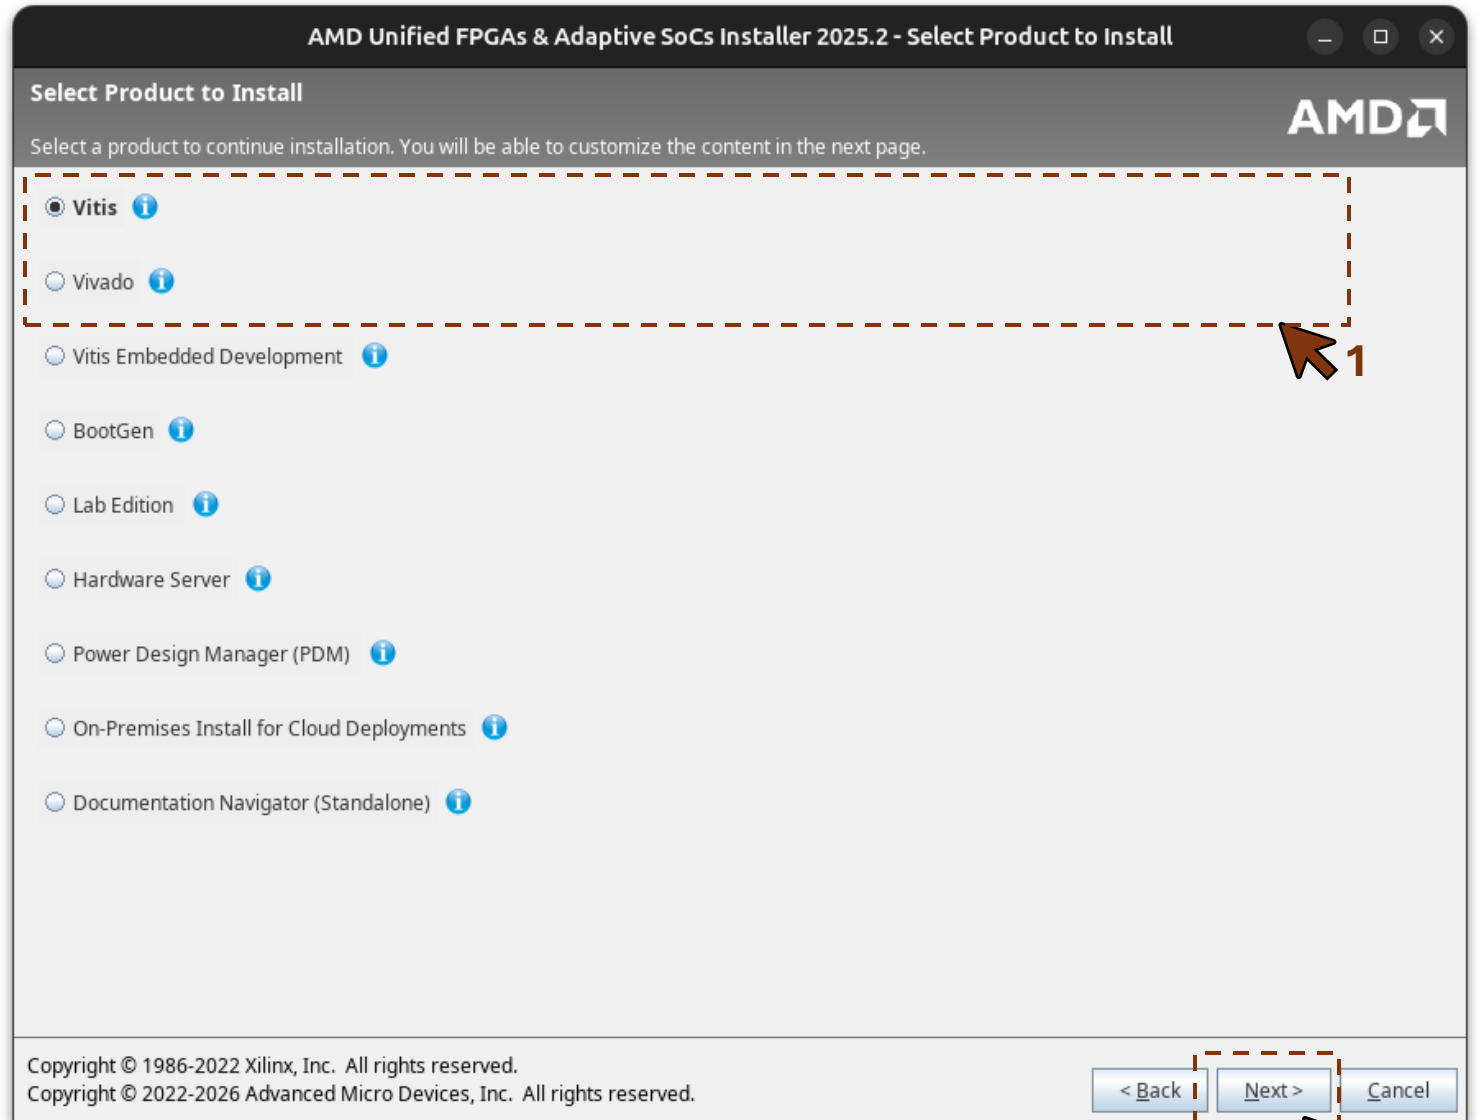 AMD Unified FPGAs & Adaptive SoCs Installer 2025.2 - Select Product to Install
Select Product to Install
AMD
Select a product to continue installation. You will be able to customize the content in the next page.
Vitis
Vivado
1
Vitis Embedded Development
BootGen
Lab Edition
Hardware Server
Power Design Manager (PDM)
On-Premises Install for Cloud Deployments
Documentation Navigator (Standalone)
Copyright © 1986-2022 Xilinx, Inc.  All rights reserved.
Copyright © 2022-2026 Advanced Micro Devices, Inc.  All rights reserved.
< Back
Next >
Cancel